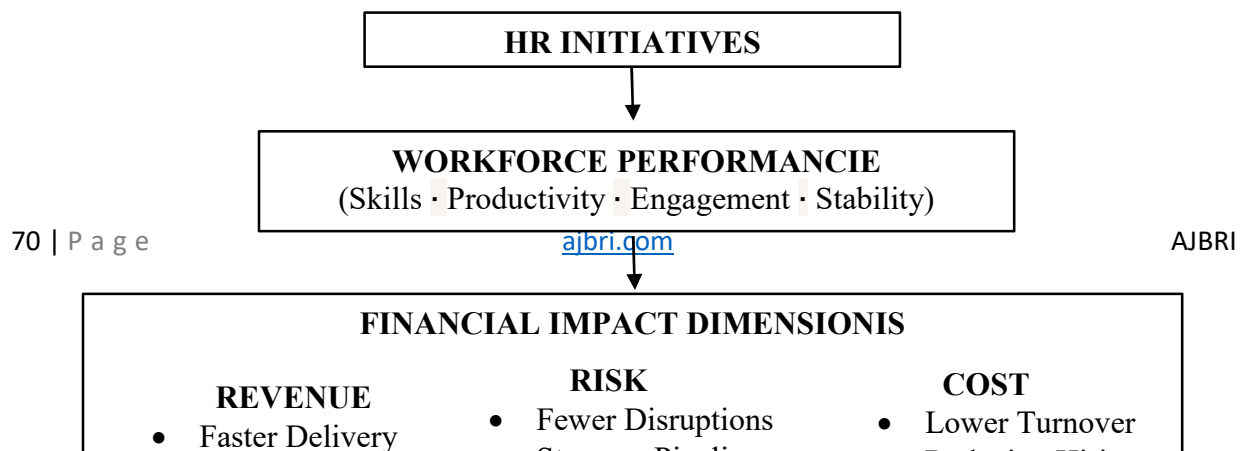 HR INITIATIVES
WORKFORCE PERFORMANCIE
(Skills · Productivity · Engagement · Stability)
70 | P a g e ajbri.com AJBRI
FINANCIAL IMPACT DIMENSIONIS
REVENUE
• Faster Delivery
RISK
• Fewer Disruptions
COST
• Lower Turnover